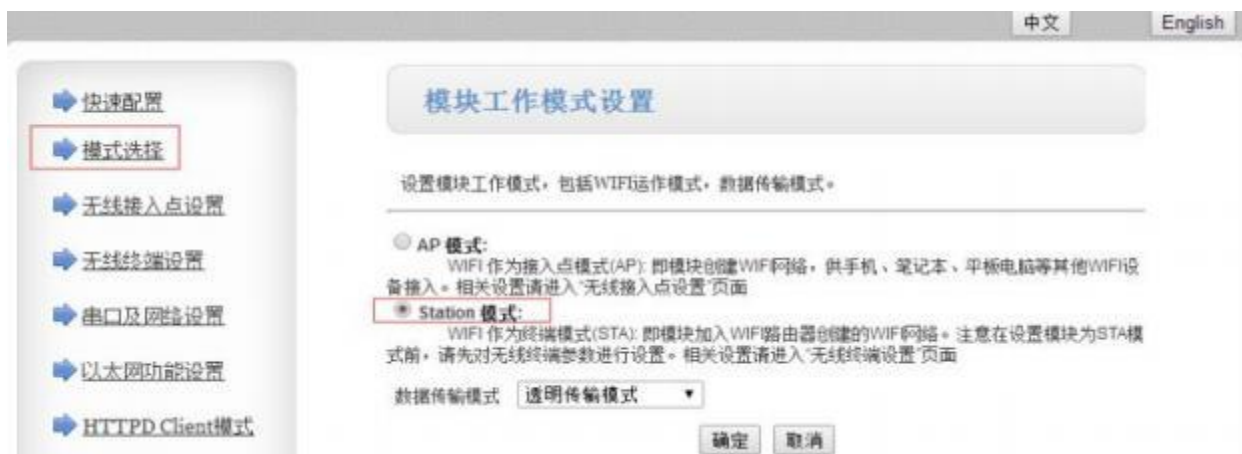 中文 English
快速配置
模式选择
无线接入点设置
无线终端设置
串口及网络设置
以太网功能设置
HTTPD Client模式
模块工作模式设置
设置模块工作模式，包括WIFI运作模式，数据传输模式。
AP 模式:
WIFI 作为接入点模式(AP): 即模块创建WIFI网络，供手机、笔记本、平板电脑等其他WIFI设
备接入。相关设置请进入"无线接入点设置"页面
Station 模式:
WIFI 作为终端模式(STA): 即模块加入WIFI路由器创建的WIFI网络。注意在设置模块为STA模
式前，请先对无线终端参数进行设置。相关设置请进入"无线终端设置"页面
数据传输模式 透明传输模式
确定 取消